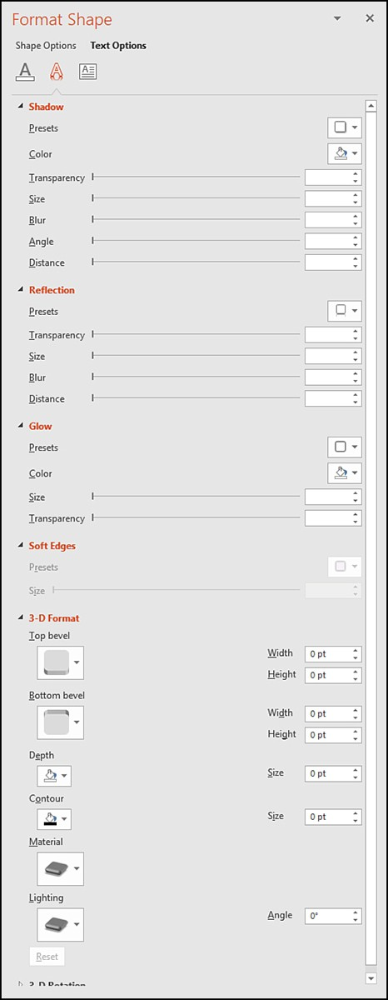 Format Shape
Shape Options Text Options
Shadow
Presets
Color
Transparency
Size
Blur
Angle
Distance
Reflection
Presets
Transparency
Size
Blur
Distance
Glow
Presets
Color
Size
Transparency
Soft Edges
Presets
Size
3-D Format
Top bevel
Width 0 pt
Height 0 pt
Bottom bevel
Width 0 pt
Height 0 pt
Depth
Size 0 pt
Contour
Size 0 pt
Material
Lighting
Angle 0°
Reset
3-D Rotation